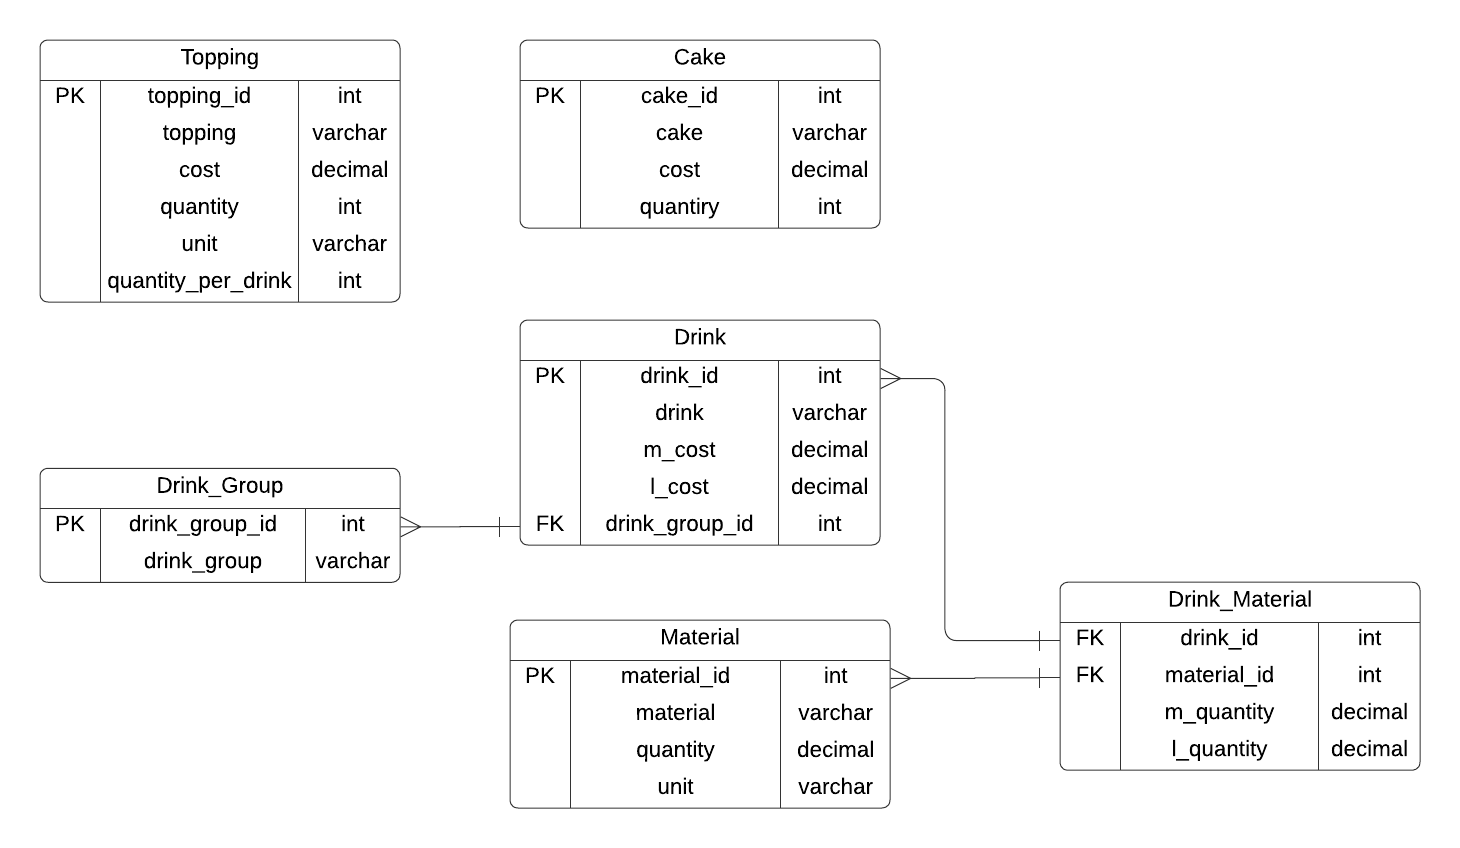 Topping
PK topping_id int
topping varchar
cost decimal
quantity int
unit varchar
quantity_per_drink int
Cake
PK cake_id int
cake varchar
cost decimal
quantiry int
Drink
PK drink_id int
drink varchar
m_cost decimal
l_cost decimal
FK drink_group_id int
Drink_Group
PK drink_group_id int
drink_group varchar
Material
PK material_id int
material varchar
quantity decimal
unit varchar
Drink_Material
FK drink_id int
FK material_id int
m_quantity decimal
l_quantity decimal